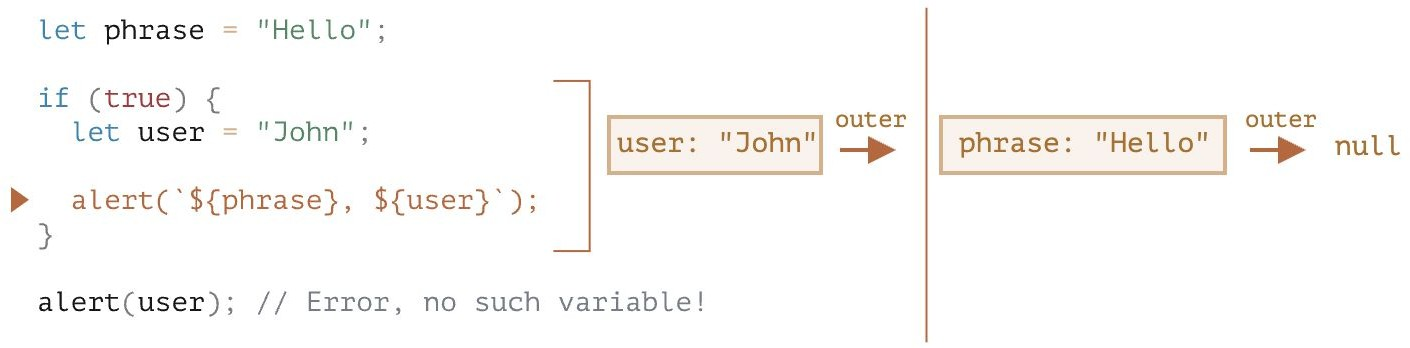 let phrase = "Hello";
if (true) {
let user = "John";
alert(`${phrase}, ${user}`);
}
alert(user); // Error, no such variable!
user: "John"
outer
phrase: "Hello"
outer
null